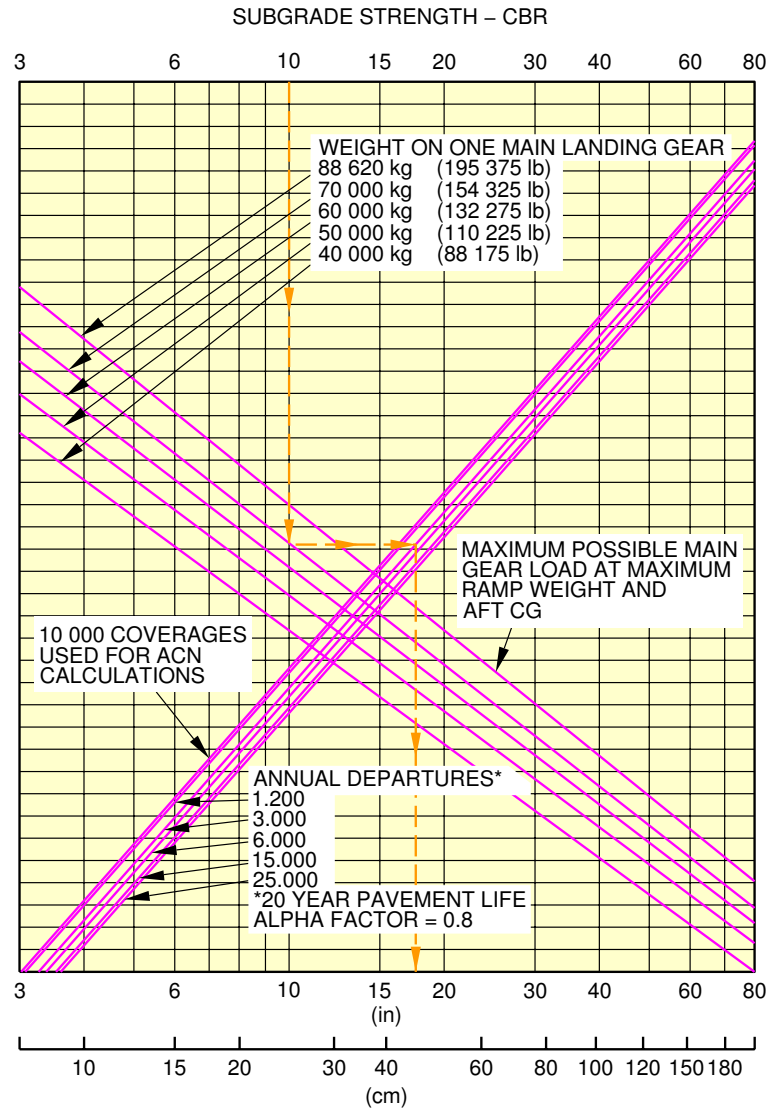 SUBGRADE STRENGTH – CBR
3 6 10 15 20 30 40 60 80
WEIGHT ON ONE MAIN LANDING GEAR
88 620 kg (195 375 lb)
70 000 kg (154 325 lb)
60 000 kg (132 275 lb)
50 000 kg (110 225 lb)
40 000 kg (88 175 lb)
MAXIMUM POSSIBLE MAIN
GEAR LOAD AT MAXIMUM
RAMP WEIGHT AND
AFT CG
10 000 COVERAGES
USED FOR ACN
CALCULATIONS
ANNUAL DEPARTURES*
1.200
3.000
6.000
15.000
25.000
*20 YEAR PAVEMENT LIFE
ALPHA FACTOR = 0.8
3 6 10 15 20 30 40 60 80
(in)
10 15 20 30 40 60 80 100 120 150 180
(cm)